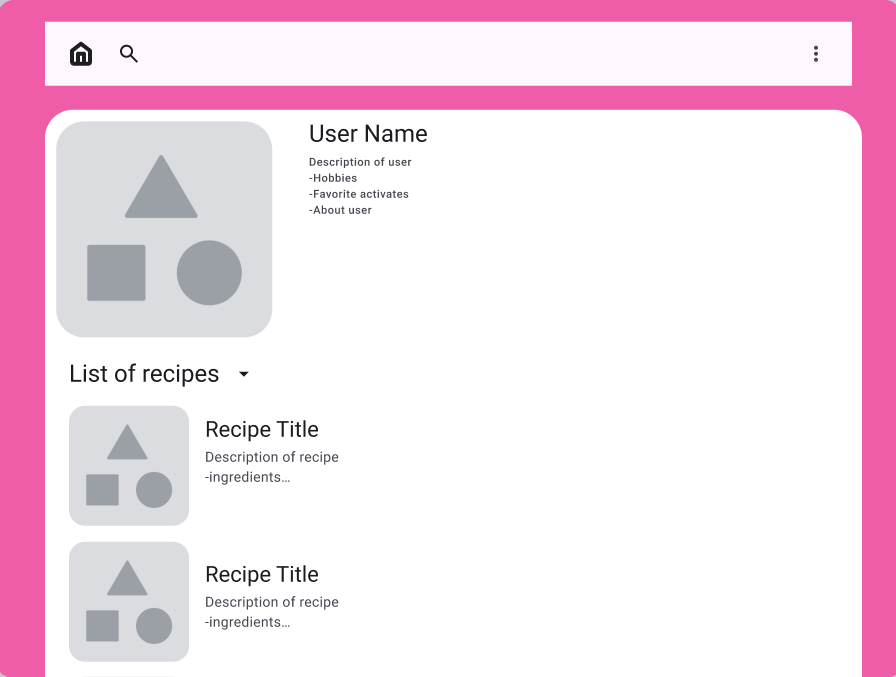 User Name
Description of user
-Hobbies
-Favorite activates
-About user
List of recipes
Recipe Title
Description of recipe
-ingredients...
Recipe Title
Description of recipe
-ingredients...